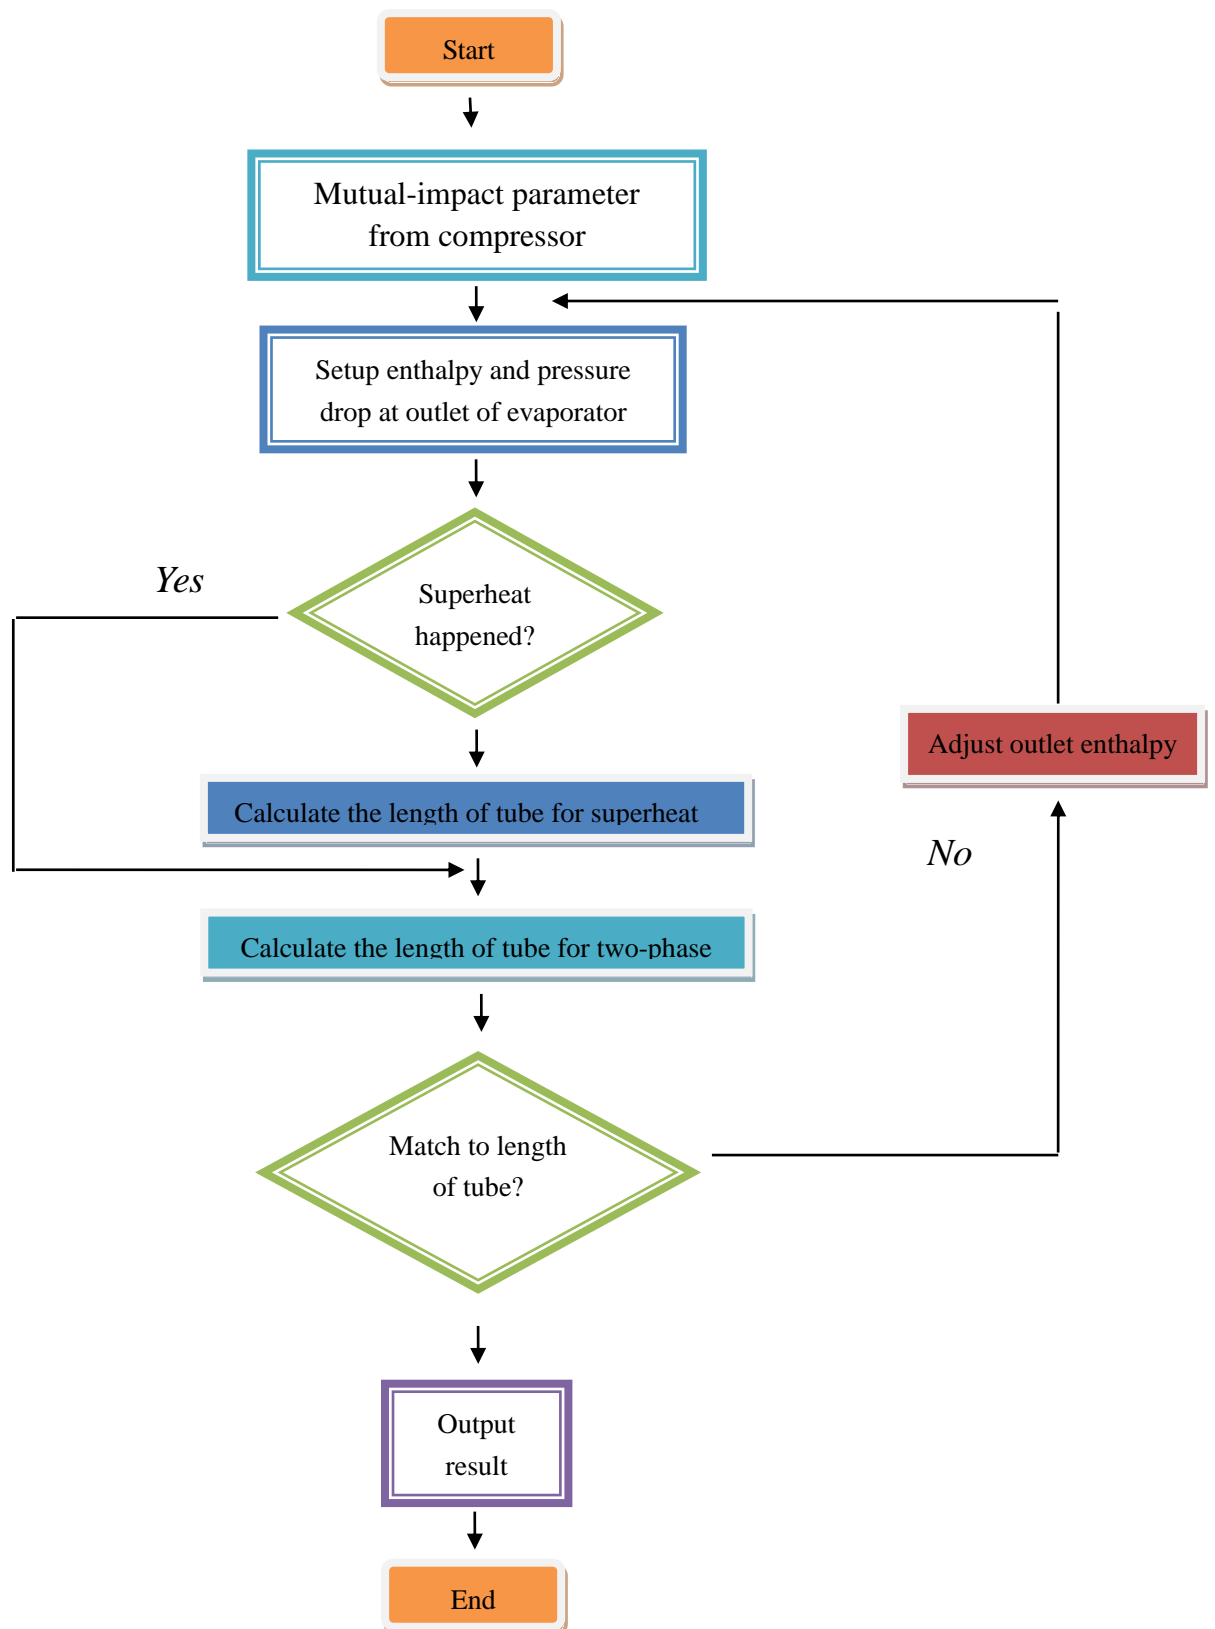 Start
Mutual-impact parameter
from compressor
Setup enthalpy and pressure
drop at outlet of evaporator
Yes
Superheat
happened?
Adjust outlet enthalpy
Calculate the length of tube for superheat
No
Calculate the length of tube for two-phase
Match to length
of tube?
Output
result
End